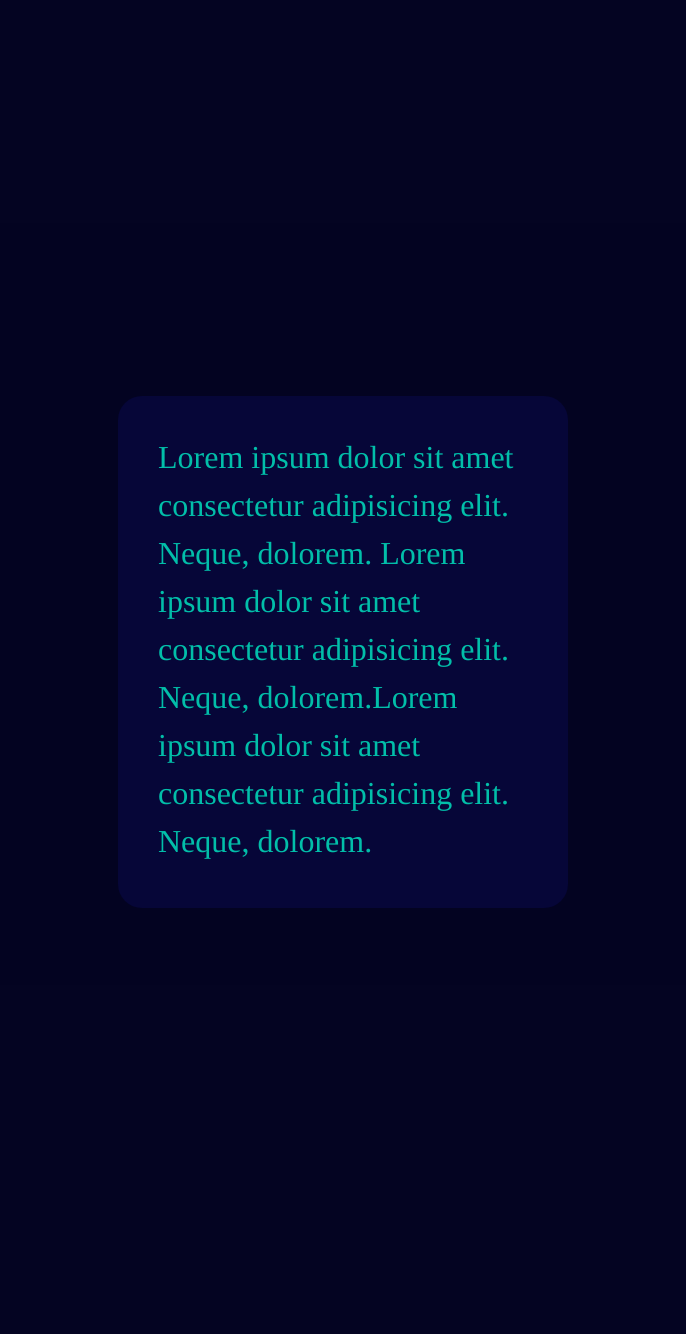 Lorem ipsum dolor sit amet
consectetur adipisicing elit.
Neque, dolorem. Lorem
ipsum dolor sit amet
consectetur adipisicing elit.
Neque, dolorem.Lorem
ipsum dolor sit amet
consectetur adipisicing elit.
Neque, dolorem.